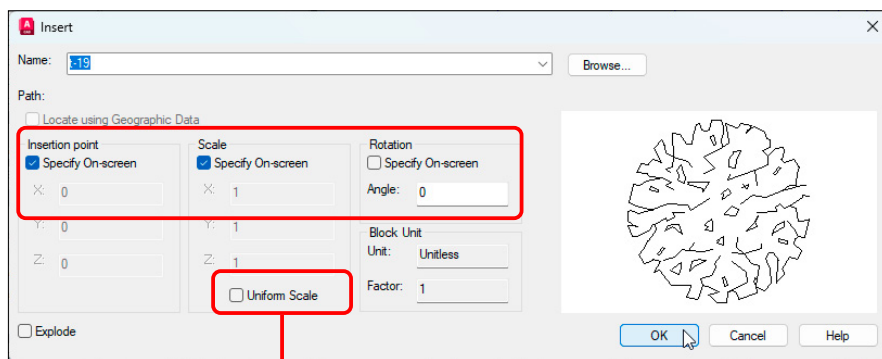 Insert
Name: t-19 Browse...
Path:
Locate using Geographic Data
Insertion point
Specify On-screen
X: 0
Y: 0
Z: 0
Scale
Specify On-screen
X: 1
Y: 1
Z: 1
Uniform Scale
Rotation
Specify On-screen
Angle: 0
Block Unit
Unit: Unitless
Factor: 1
Explode
OK Cancel Help